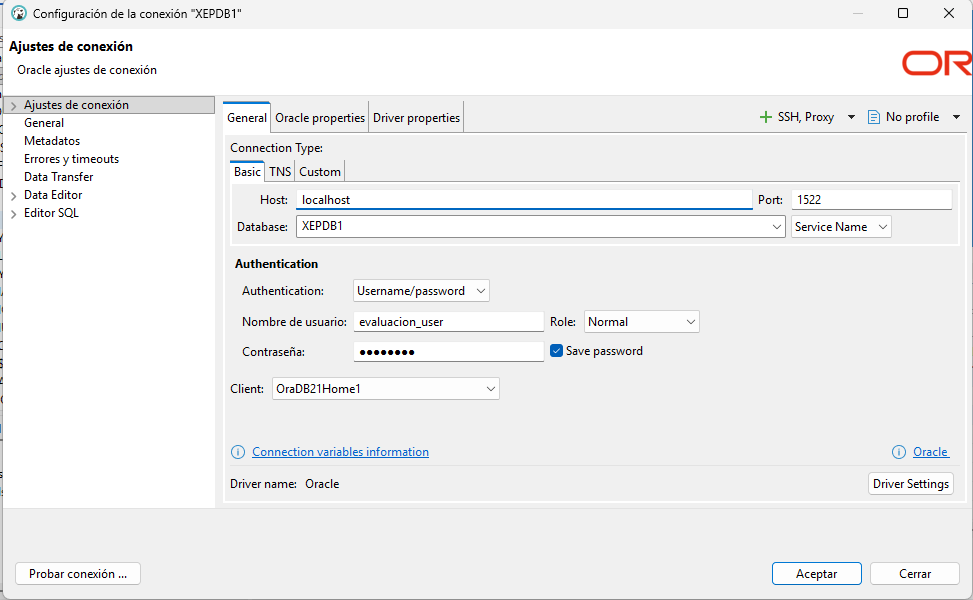 Configuración de la conexión "XEPDB1"
Ajustes de conexión
Oracle ajustes de conexión
OR
Ajustes de conexión
General
Metadatos
Errores y timeouts
Data Transfer
Data Editor
Editor SQL
General Oracle properties Driver properties
SSH, Proxy No profile
Connection Type:
Basic TNS Custom
Host: localhost Port: 1522
Database: XEPDB1 Service Name
Authentication
Authentication: Username/password
Nombre de usuario: evaluacion_user Role: Normal
Contraseña: ●●●●●●●● Save password
Client: OraDB21Home1
Connection variables information Oracle
Driver name: Oracle Driver Settings
Probar conexión ... Aceptar Cerrar